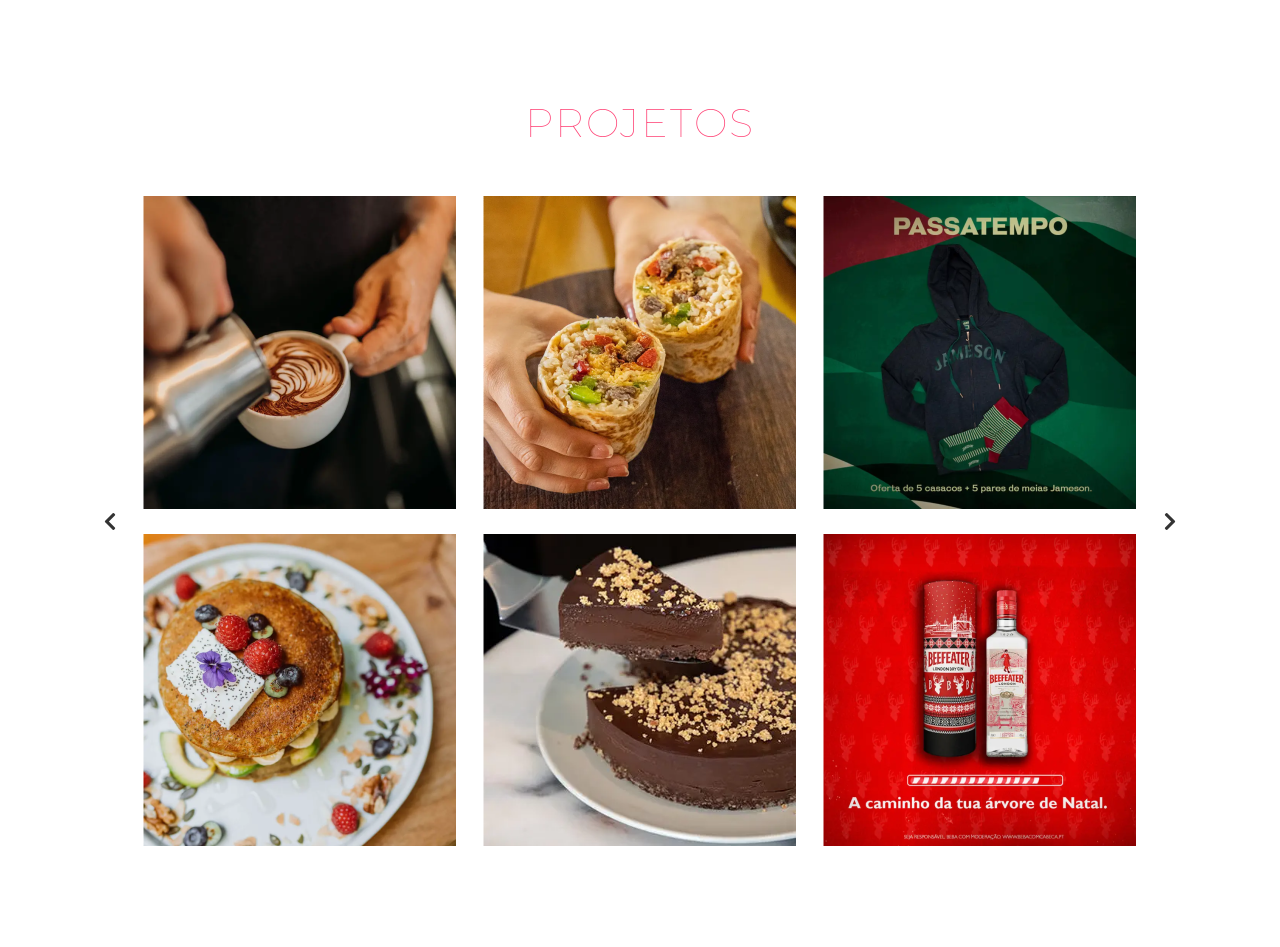 PROJETOS
PASSATEMPO
JAMESON
Oferta de 5 casacos + 5 pares de meias Jameson.
BEEFEATER
LONDON DRY GIN
B B
BEEFEATER
LONDON
A caminho da tua árvore de Natal.
SEJA RESPONSÁVEL. BEBA COM MODERAÇÃO. WWW.BEBACOMCABECA.PT